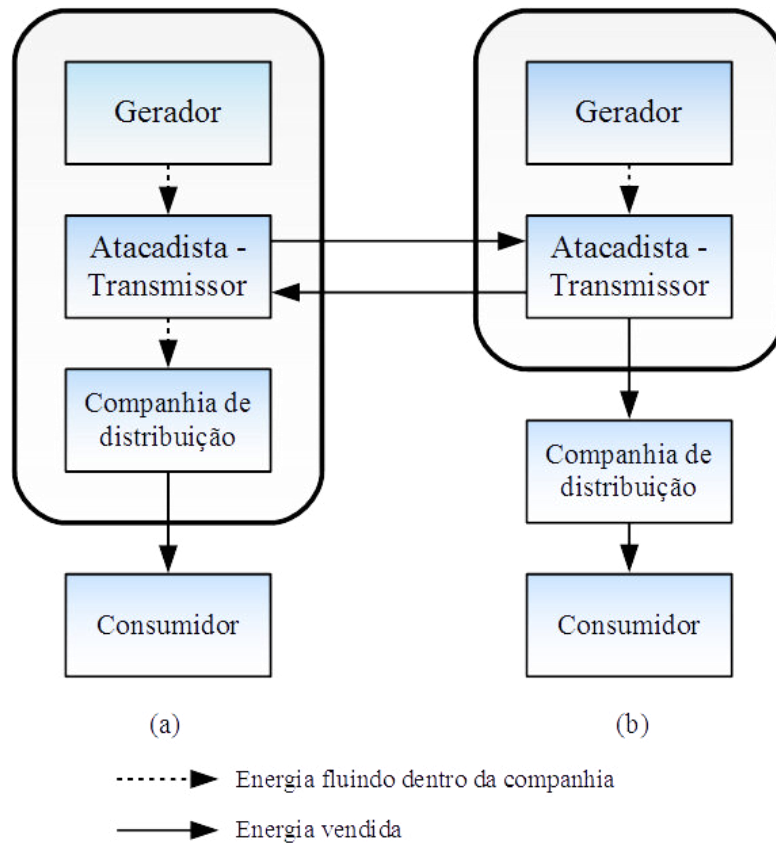 Gerador
Atacadista -
Transmissor
Companhia de
distribuição
Consumidor
(a)
Gerador
Atacadista -
Transmissor
Companhia de
distribuição
Consumidor
(b)
Energia fluindo dentro da companhia
Energia vendida